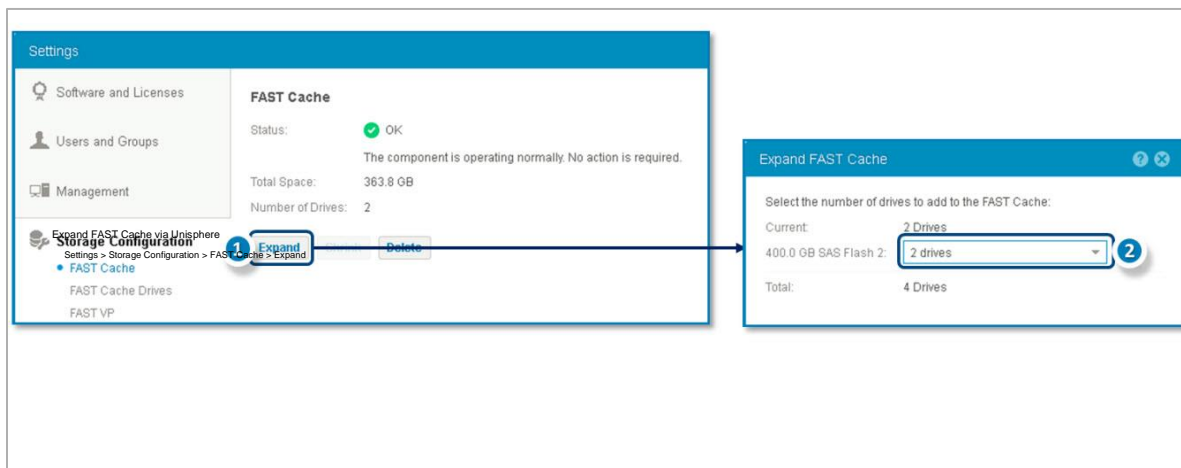 Settings
Software and Licenses
Users and Groups
Management
Storage Configuration
Expand FAST Cache via Unisphere
Settings > Storage Configuration > FAST Cache > Expand
FAST Cache
FAST Cache Drives
FAST VP
FAST Cache
Status: OK
The component is operating normally. No action is required.
Total Space: 363.8 GB
Number of Drives: 2
1 Expand Shrink Delete
Expand FAST Cache
Select the number of drives to add to the FAST Cache:
Current: 2 Drives
400.0 GB SAS Flash 2: 2 drives 2
Total: 4 Drives